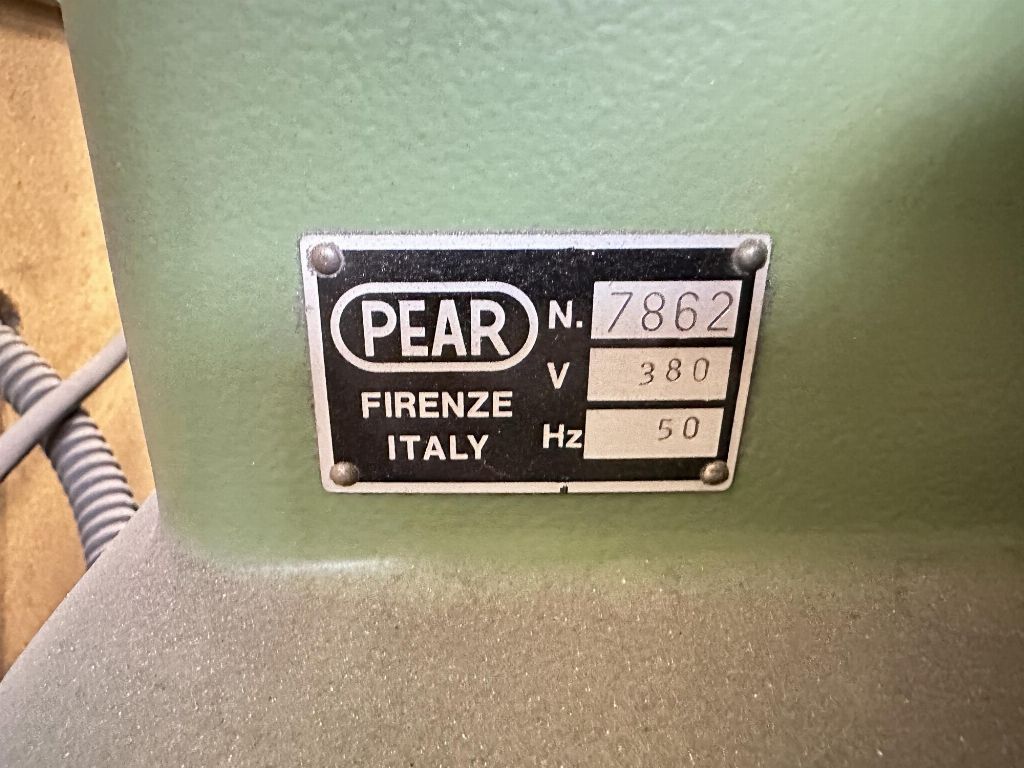 PEAR
FIRENZE
ITALY
N. 7862
V 380
Hz 50